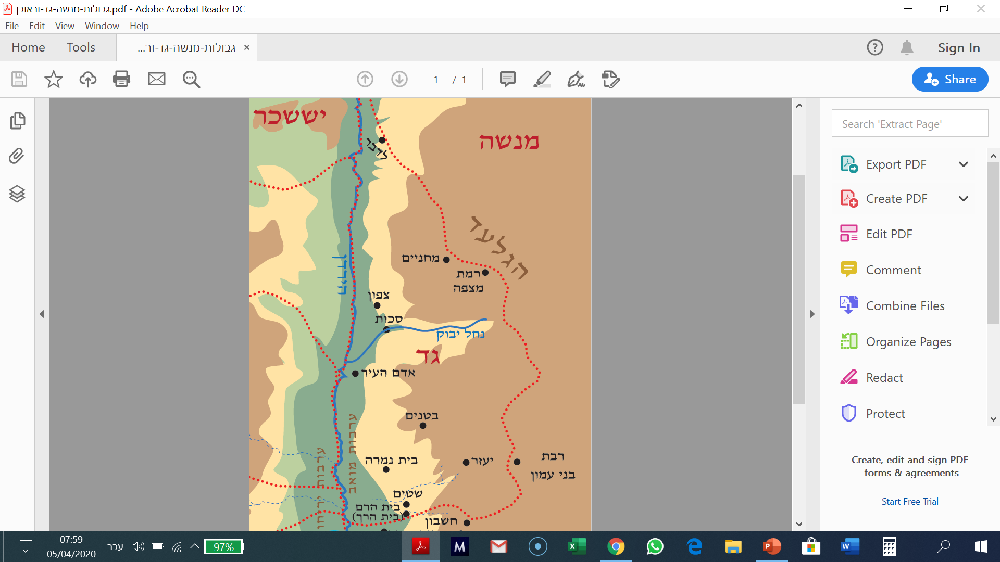 גבולות-מנשה-גד-וראובן.pdf - Adobe Acrobat Reader DC
File Edit View Window Help
Home Tools גבולות-מנשה-גד-ור... × Sign In
1 / 1
Share
יששכר
מנשה
הגלעד
הירדן
מחניים
רמת
מצפה
צפון
סכות
נחל יבוק
גד
אדם העיר
בטנים
ערבות מואב
ערבות יריחו
בית נמרה
יעזר
רבת
בני עמון
שטים
בית הרם
(בית הרן)
חשבון
Search 'Extract Page'
Export PDF
Create PDF
Edit PDF
Comment
Combine Files
Organize Pages
Redact
Protect
Create, edit and sign PDF
forms & agreements
Start Free Trial
07:59
05/04/2020
עבר
97%